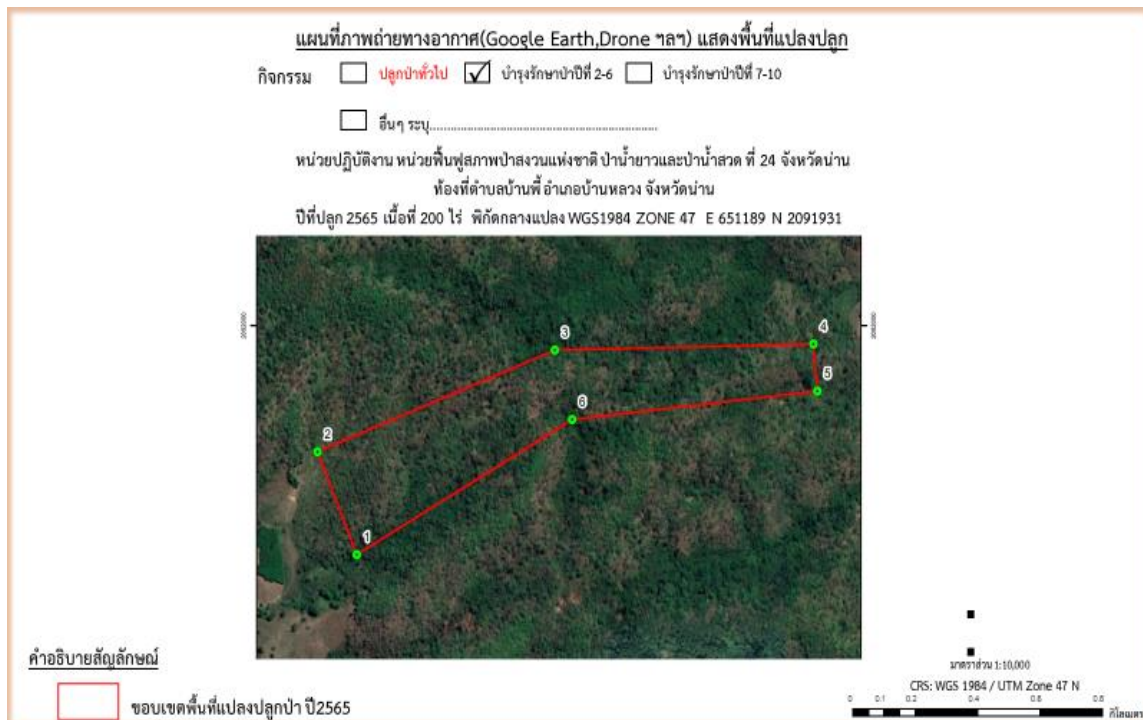 แผนที่ภาพถ่ายทางอากาศ(Google Earth,Drone ฯลฯ) แสดงพื้นที่แปลงปลูก
กิจกรรม ปลูกป่าทั่วไป บำรุงรักษาป่าปีที่ 2-6 บำรุงรักษาป่าปีที่ 7-10
อื่นๆ ระบุ............................................................
หน่วยปฏิบัติงาน หน่วยฟื้นฟูสภาพป่าสงวนแห่งชาติ ป่าน้ำยาวและป่าน้ำสวด ที่ 24 จังหวัดน่าน
ท้องที่ตำบลบ้านพี้ อำเภอบ้านหลวง จังหวัดน่าน
ปีที่ปลูก 2565 เนื้อที่ 200 ไร่ พิกัดกลางแปลง WGS1984 ZONE 47 E 651189 N 2091931
3
4
5
6
2
1
คำอธิบายสัญลักษณ์
ขอบเขตพื้นที่แปลงปลูกป่า ปี2565
มาตราส่วน 1:10,000
CRS: WGS 1984 / UTM Zone 47 N
0 0.1 0.2 0.4 0.6 0.8